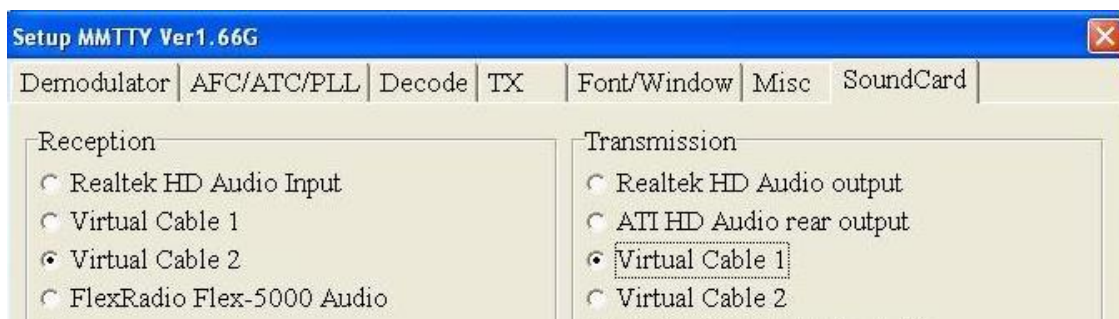 Setup MMTTY Ver1.66G
Demodulator AFC/ATC/PLL Decode TX Font/Window Misc SoundCard
Reception
Realtek HD Audio Input
Virtual Cable 1
Virtual Cable 2
FlexRadio Flex-5000 Audio
Transmission
Realtek HD Audio output
ATI HD Audio rear output
Virtual Cable 1
Virtual Cable 2